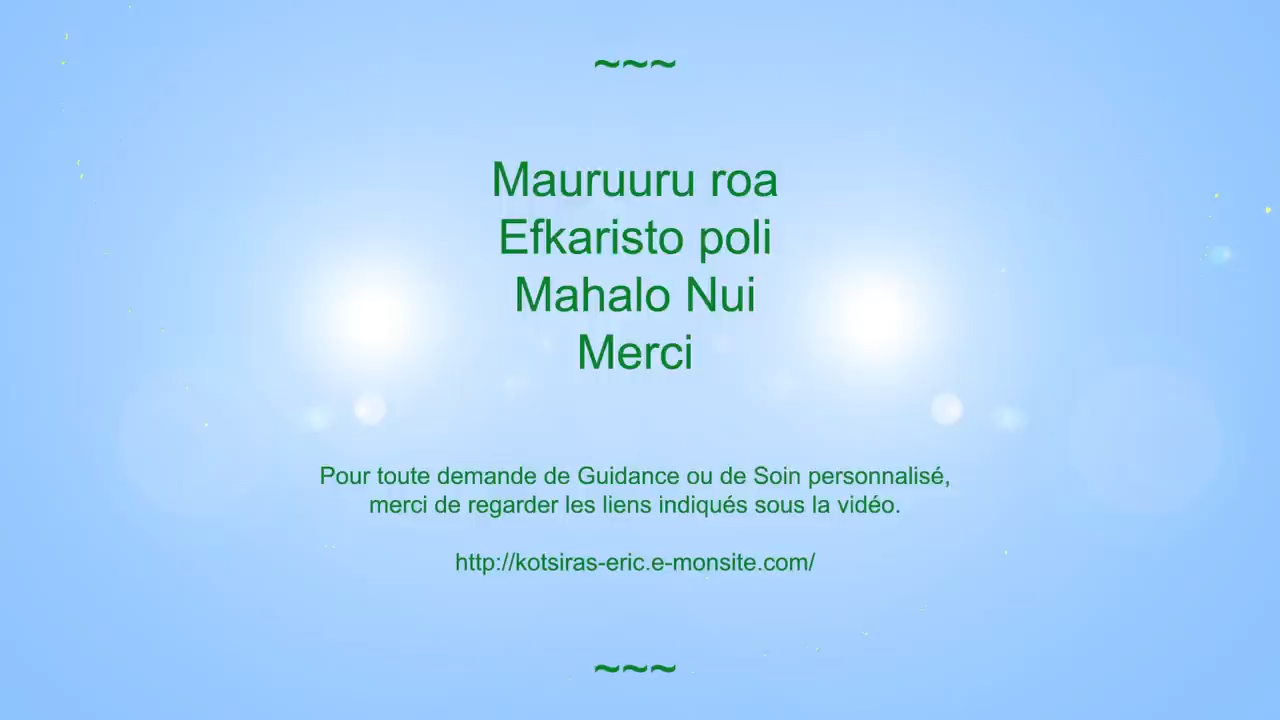 ~~~
Mauruuru roa
Efkaristo poli
Mahalo Nui
Merci
Pour toute demande de Guidance ou de Soin personnalisé,
merci de regarder les liens indiqués sous la vidéo.
http://kotsiras-eric.e-monsite.com/
~~~